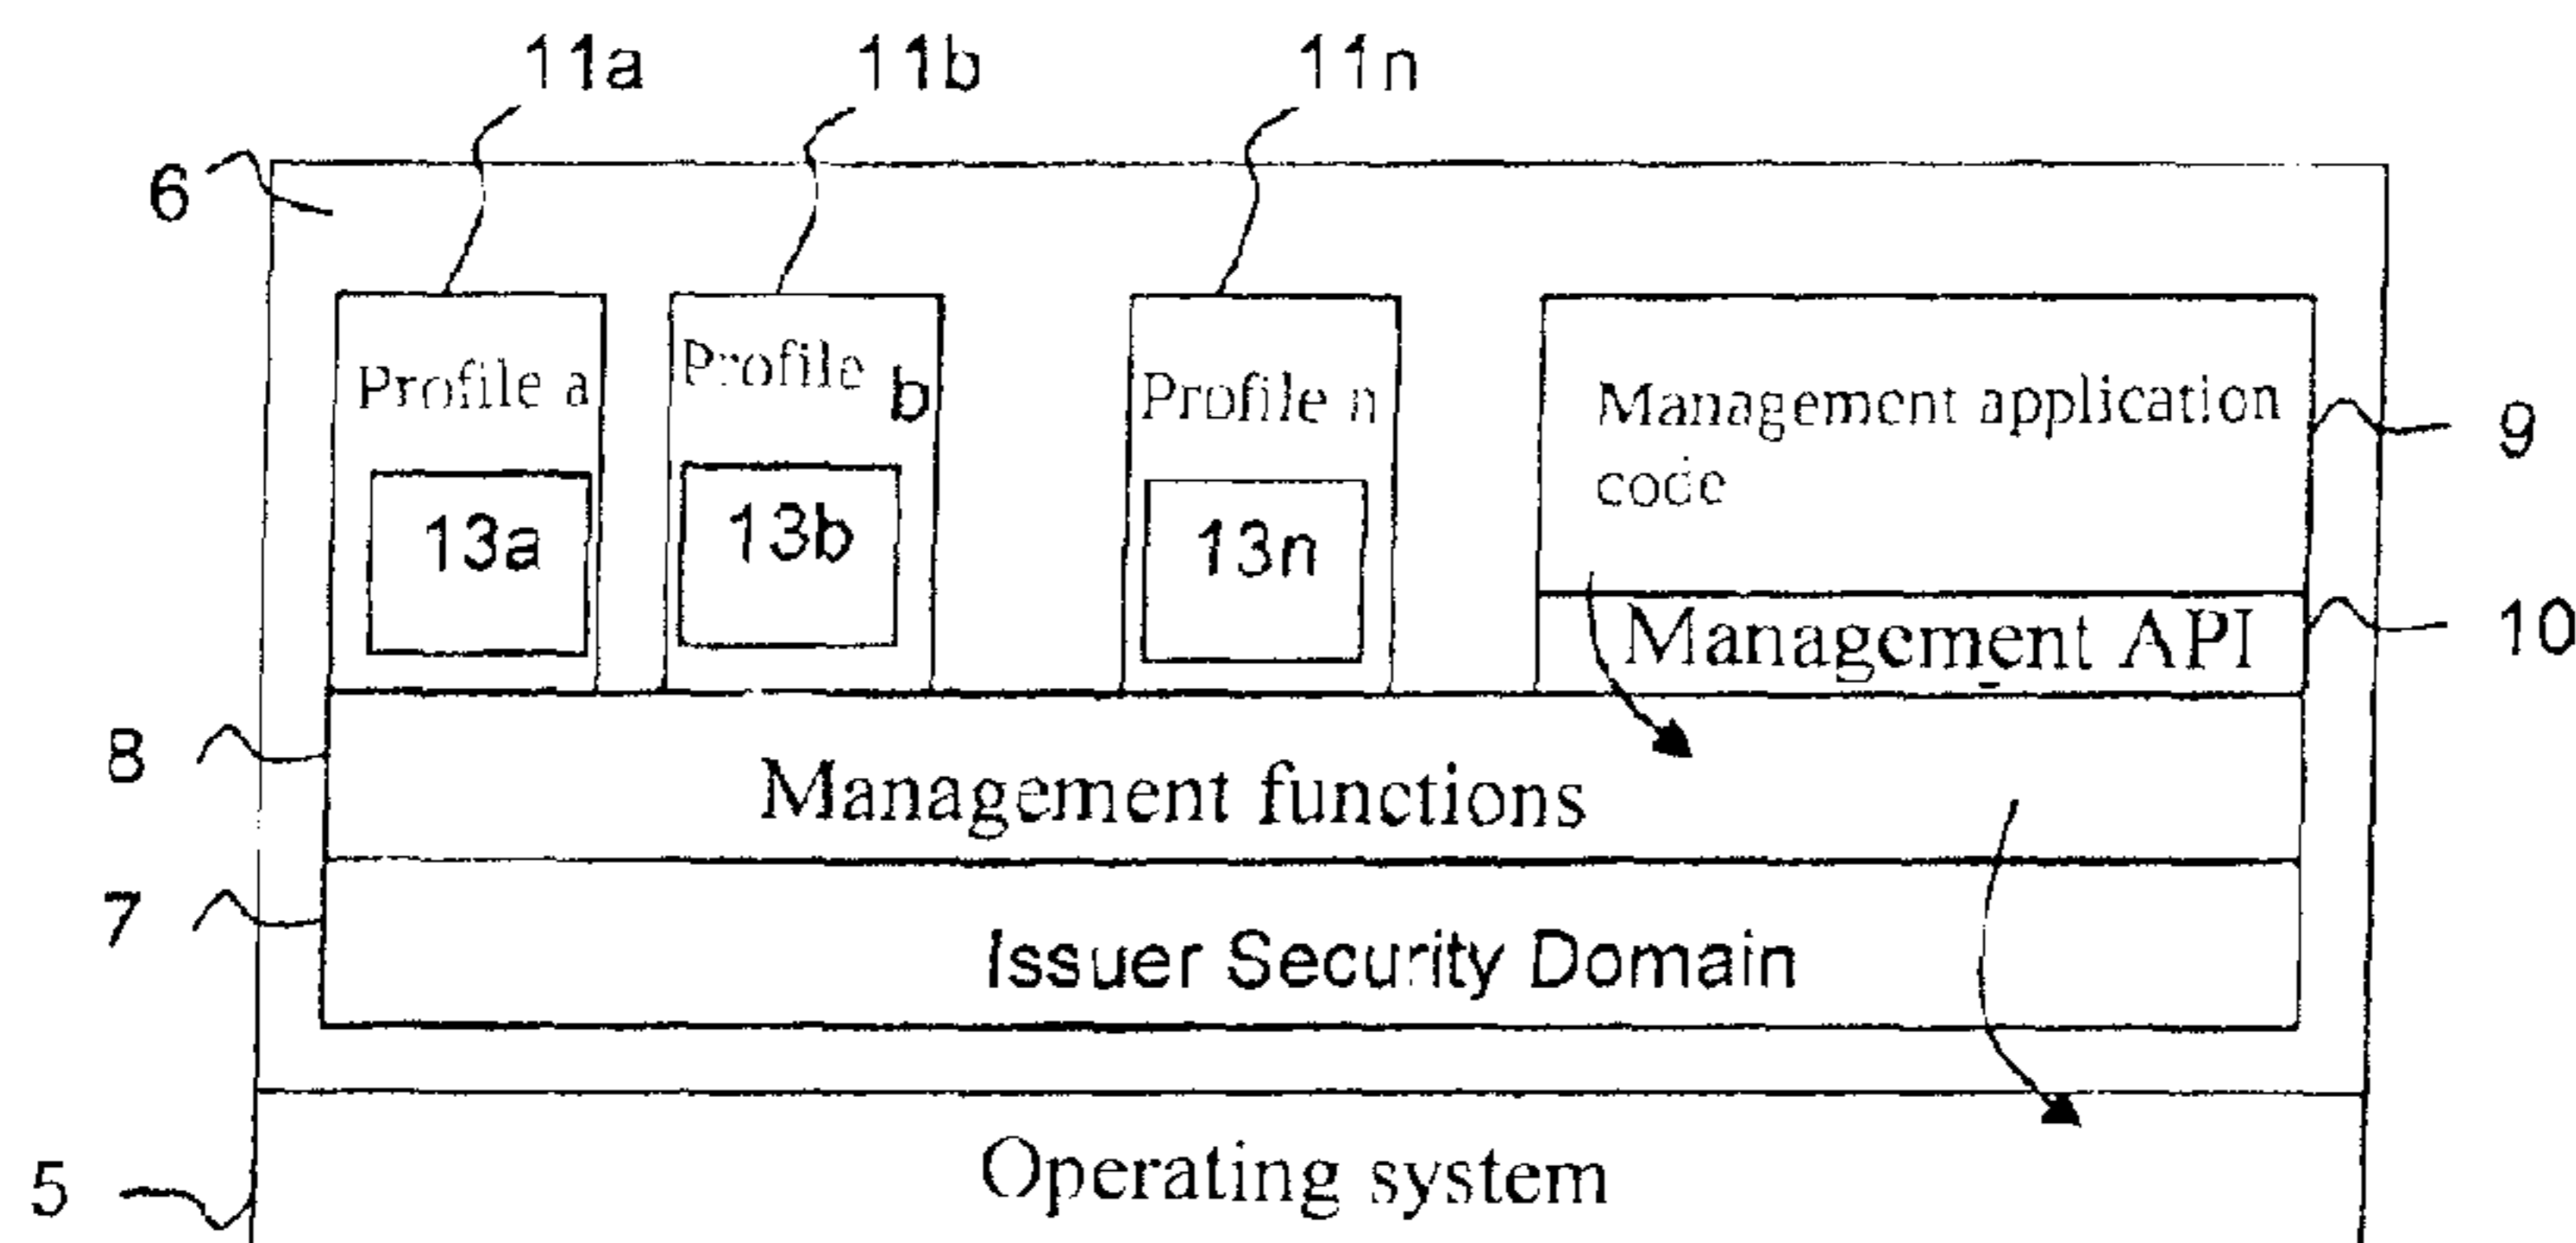 11a 11b 11n
6
Profile a Profile b Profile n Management application code 9
13a 13b 13n
Management API 10
8 Management functions
7 Issuer Security Domain
5 Operating system